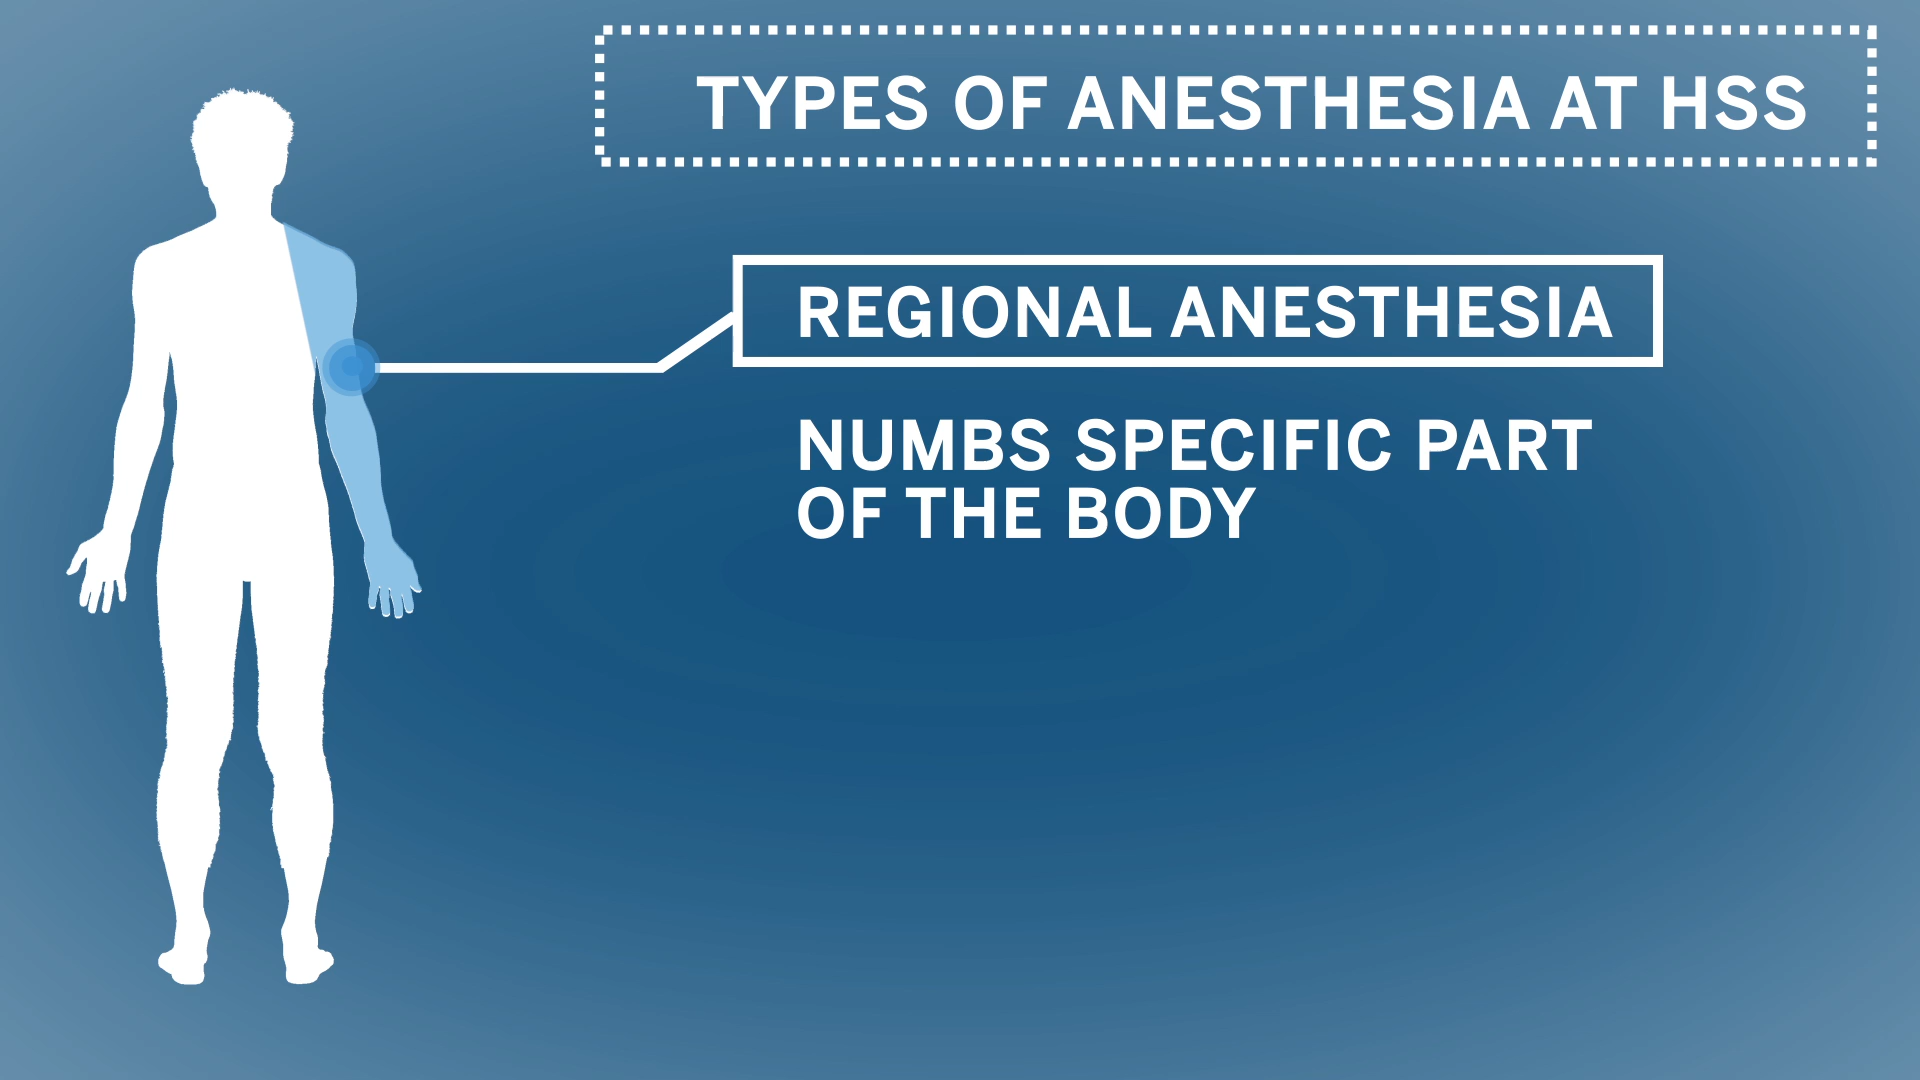 TYPES OF ANESTHESIA AT HSS
REGIONAL ANESTHESIA
NUMBS SPECIFIC PART
OF THE BODY